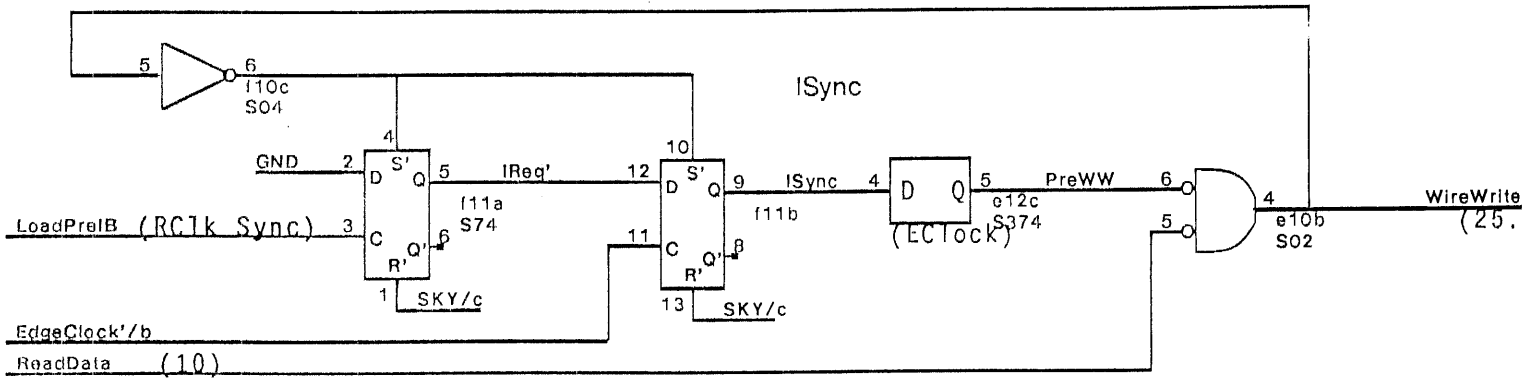 5
6
f10c
S04
ISync
4
10
GND
2
S'
D
Q
5
IReq'
12
S'
D
Q
9
ISync
4
D
Q
5
PreWW
6
4
WireWrite
f11a
S74
f11b
e12c
S374
(EClock)
5
e10b
S02
(25.
LoadPreIB (RClk Sync)
3
C
6
Q'
R'
11
C
8
Q'
R'
1
SKY/c
13
SKY/c
EdgeClock'/b
ReadData (10)